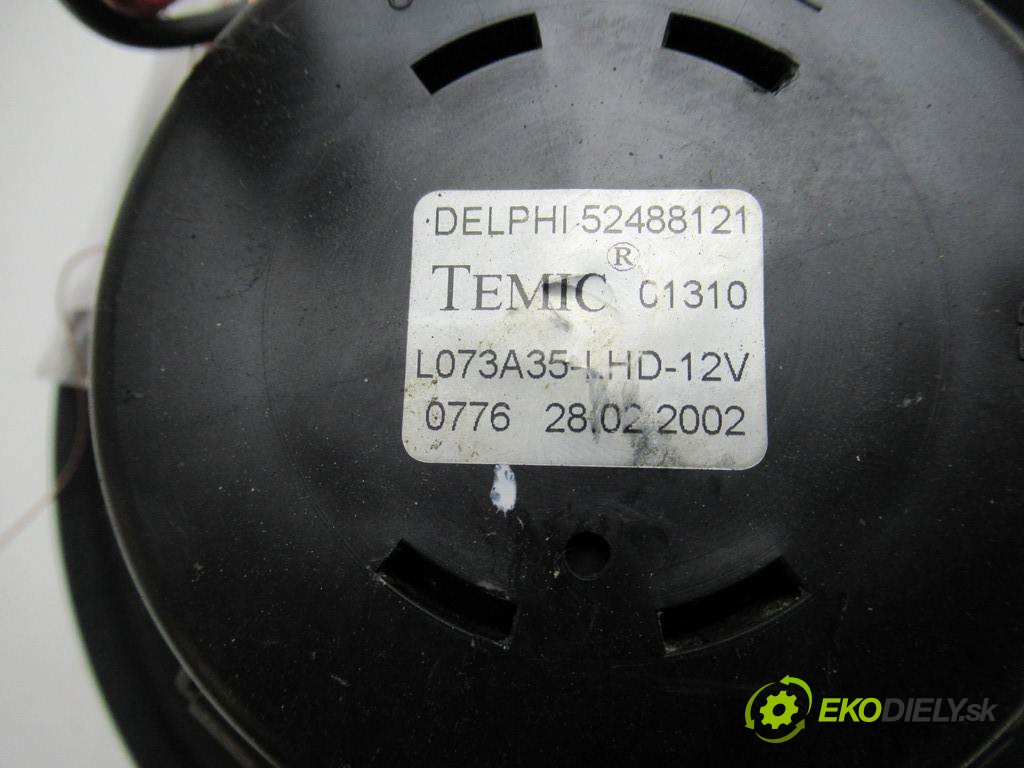 DELPHI 52488121
TEMIC® 01310
L073A35-LHD-12V
0776 28.02.2002
EKODIELY.sk